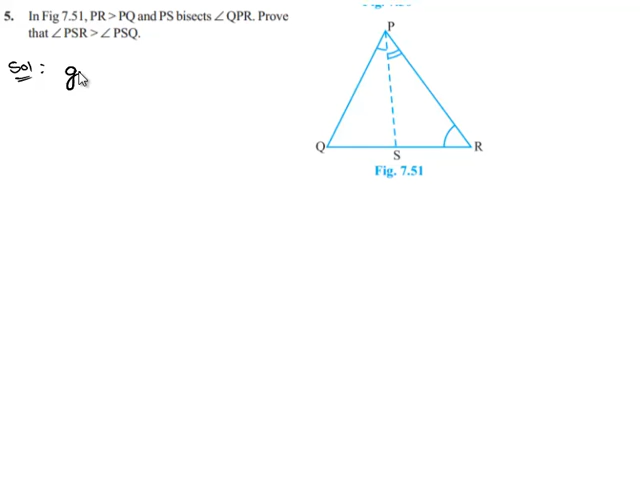 5. In Fig 7.51, PR > PQ and PS bisects ∠ QPR. Prove
that ∠ PSR > ∠ PSQ.
Sol :
P
Q
S
R
Fig. 7.51